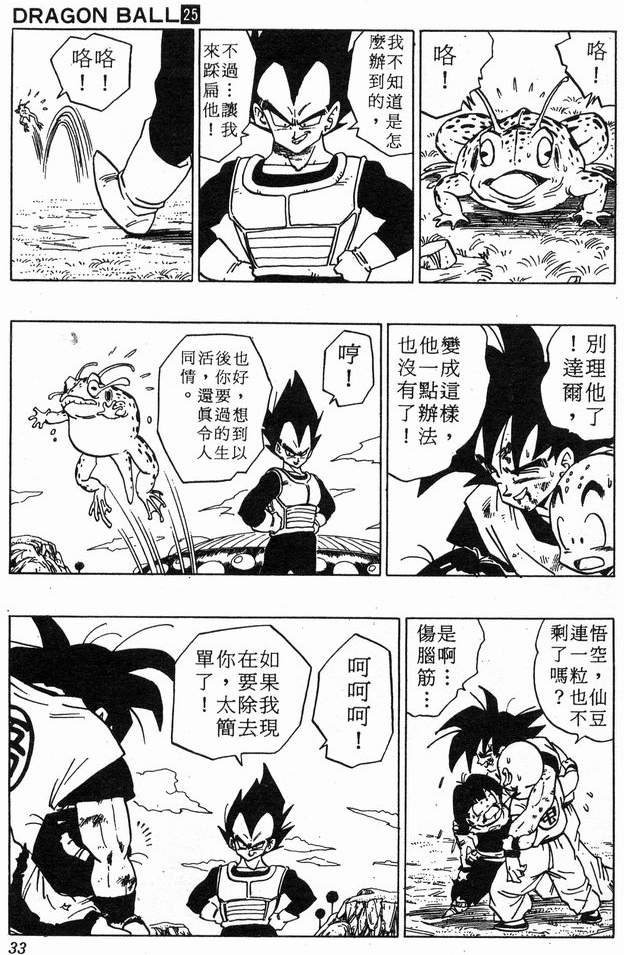 DRAGON BALL 25
咯！
咯！
我不知道是怎
麼辦到的，
不過…讓我
來踩扁他！
咯！
咯！
別理他了
！達爾，
變成這樣，
他一點辦法
也沒有了！
哼！
也好，想到以
後你要過的生
活，還真令人
同情。
悟空，仙豆
連一粒也不
剩了嗎？
是啊…
傷腦筋…
呵呵呵！
如果我現
在要除去
你，太簡
單了！
33